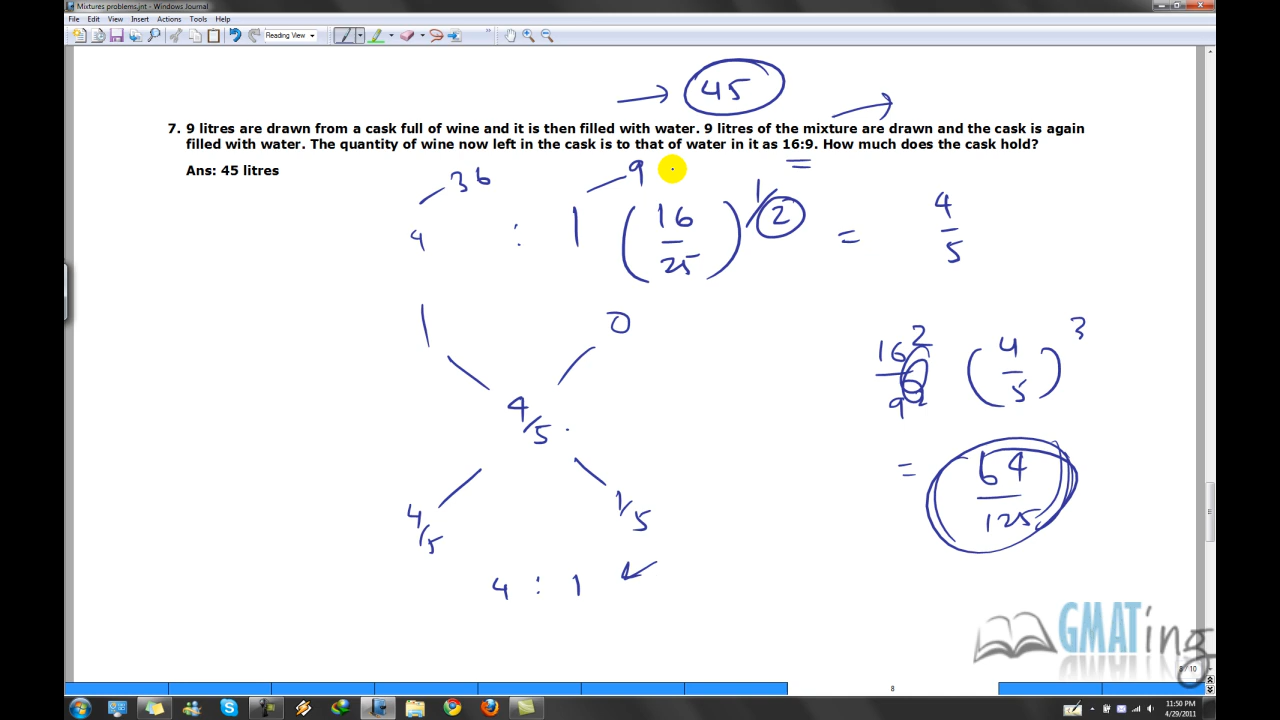 Mixtures problems.jnt - Windows Journal
File Edit View Insert Actions Tools Help
Reading View
45
7. 9 litres are drawn from a cask full of wine and it is then filled with water. 9 litres of the mixture are drawn and the cask is again
filled with water. The quantity of wine now left in the cask is to that of water in it as 16:9. How much does the cask hold?
Ans: 45 litres
36 9 =
4 : 1 (16/25)^1/2 = 4/5
1 0
4/5
16/9 2 (4/5)^3
= 64/125
4/5 1/5
4 : 1
GMATing
8 / 10
8
11:50 PM
4/29/2011